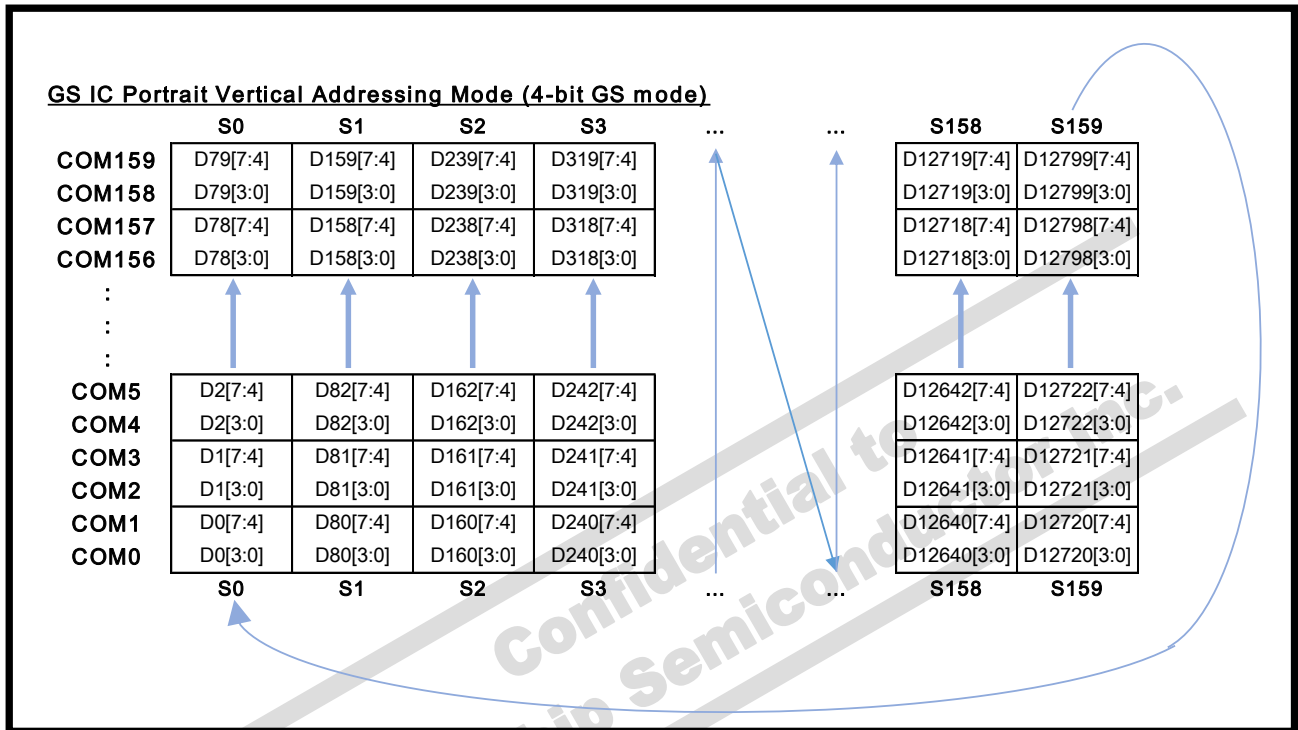 GS IC Portrait Vertical Addressing Mode (4-bit GS mode)
S0 S1 S2 S3 ... ... S158 S159
COM159 D79[7:4] D159[7:4] D239[7:4] D319[7:4] D12719[7:4] D12799[7:4]
COM158 D79[3:0] D159[3:0] D239[3:0] D319[3:0] D12719[3:0] D12799[3:0]
COM157 D78[7:4] D158[7:4] D238[7:4] D318[7:4] D12718[7:4] D12798[7:4]
COM156 D78[3:0] D158[3:0] D238[3:0] D318[3:0] D12718[3:0] D12798[3:0]
:
:
:
COM5 D2[7:4] D82[7:4] D162[7:4] D242[7:4] D12642[7:4] D12722[7:4]
COM4 D2[3:0] D82[3:0] D162[3:0] D242[3:0] D12642[3:0] D12722[3:0]
COM3 D1[7:4] D81[7:4] D161[7:4] D241[7:4] D12641[7:4] D12721[7:4]
COM2 D1[3:0] D81[3:0] D161[3:0] D241[3:0] D12641[3:0] D12721[3:0]
COM1 D0[7:4] D80[7:4] D160[7:4] D240[7:4] D12640[7:4] D12720[7:4]
COM0 D0[3:0] D80[3:0] D160[3:0] D240[3:0] D12640[3:0] D12720[3:0]
S0 S1 S2 S3 ... ... S158 S159
Confidential to
Semiconductor Inc.